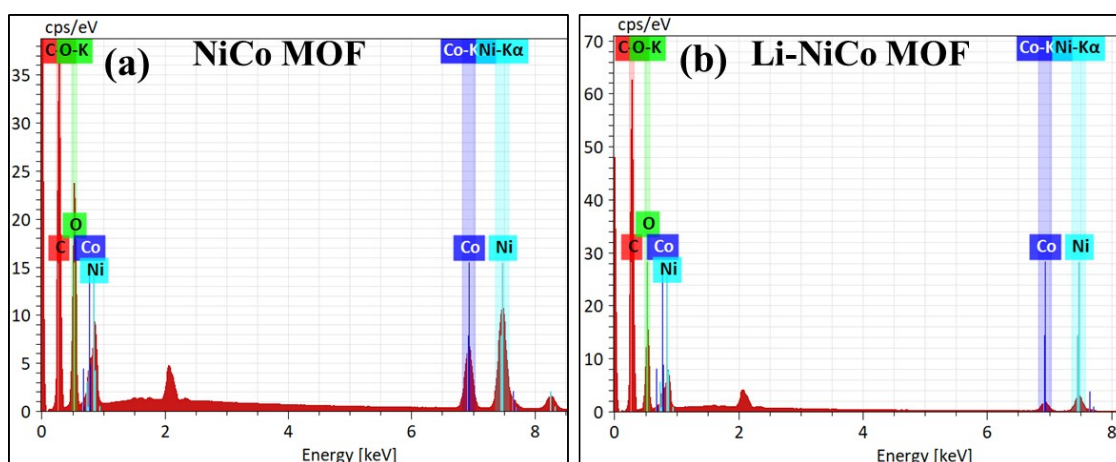 cps/eV
C- O-K
(a) NiCo MOF
Co-K Ni-Kα
35
30
25
20
15
10
5
0
O
C Co
Ni
Co Ni
0 2 4 6 8
Energy [keV]
cps/eV
70
C- O-K
(b) Li-NiCo MOF
Co-K Ni-Kα
60
50
40
30
20
10
0
O
C Co
Ni
Co Ni
0 2 4 6 8
Energy [keV]